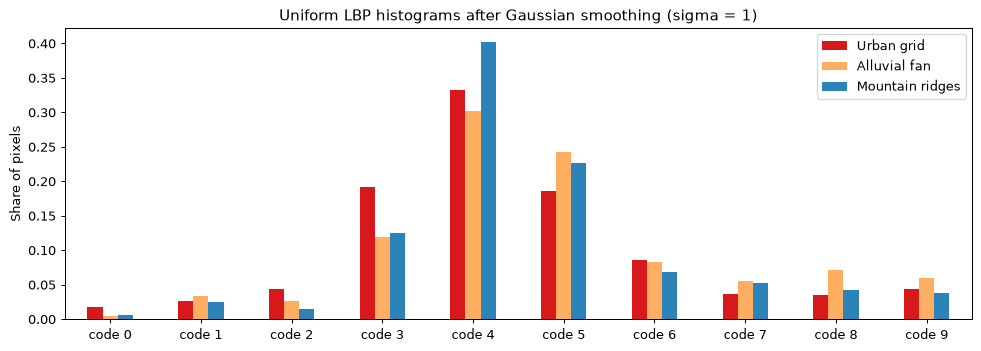 Uniform LBP histograms after Gaussian smoothing (sigma = 1)
Share of pixels
0.40
0.35
0.30
0.25
0.20
0.15
0.10
0.05
0.00
Urban grid
Alluvial fan
Mountain ridges
code 0 code 1 code 2 code 3 code 4 code 5 code 6 code 7 code 8 code 9